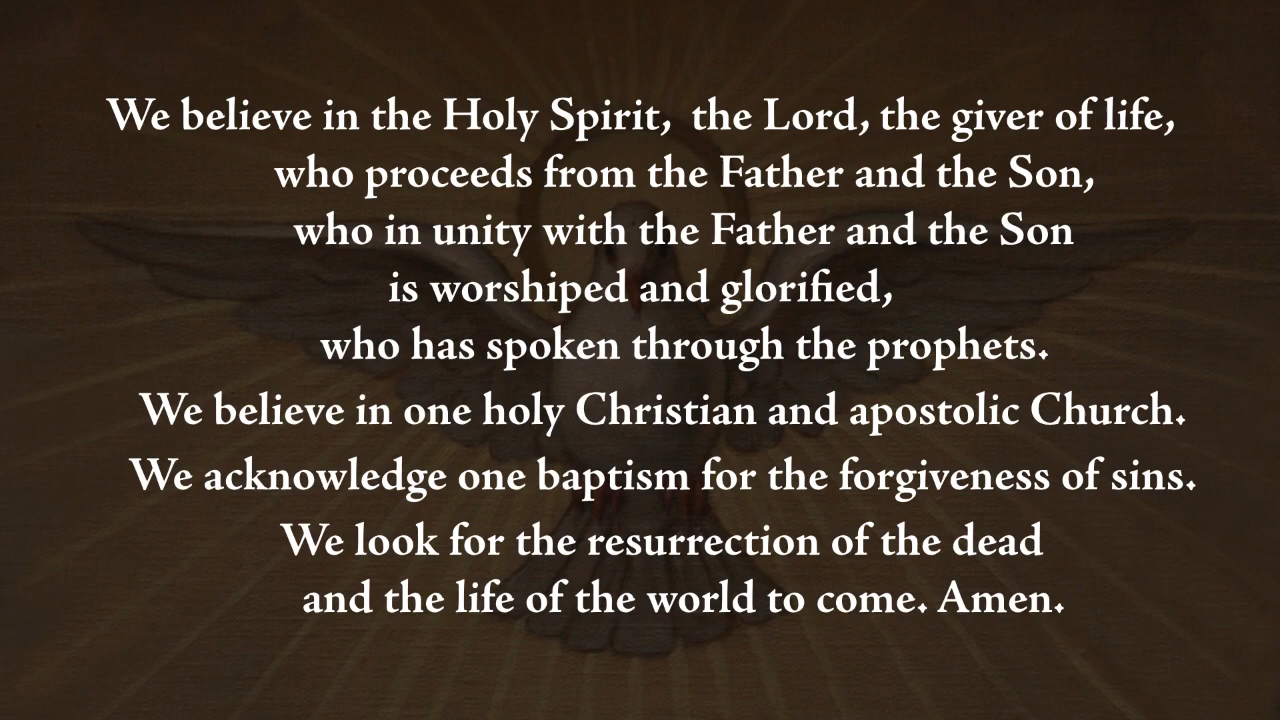 We believe in the Holy Spirit,  the Lord, the giver of life,
who proceeds from the Father and the Son,
who in unity with the Father and the Son
is worshiped and glorified,
who has spoken through the prophets.
We believe in one holy Christian and apostolic Church.
We acknowledge one baptism for the forgiveness of sins.
We look for the resurrection of the dead
and the life of the world to come. Amen.